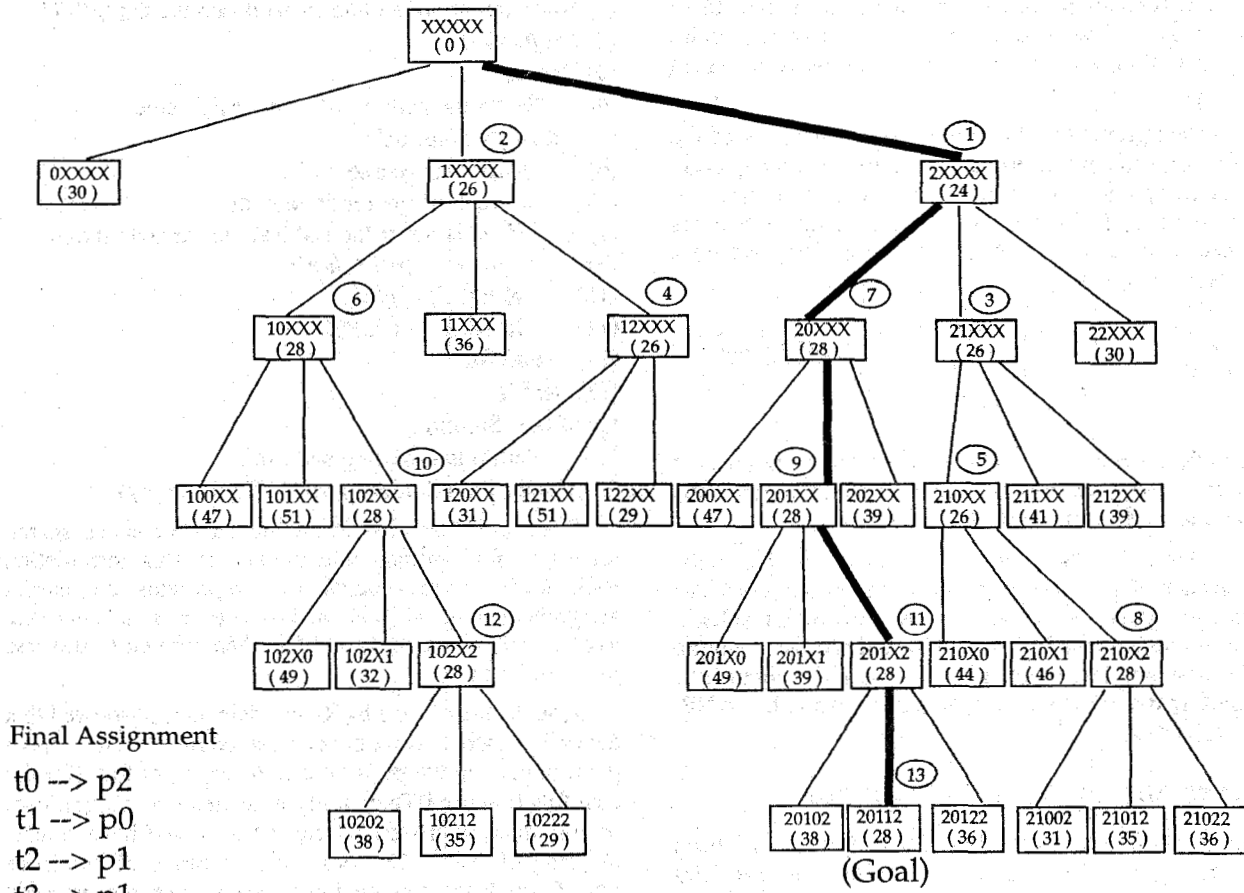 XXXXX
( 0 )
1
2
0XXXX
( 30 )
1XXXX
( 26 )
2XXXX
( 24 )
6
4
7
3
10XXX
( 28 )
11XXX
( 36 )
12XXX
( 26 )
20XXX
( 28 )
21XXX
( 26 )
22XXX
( 30 )
10
9
5
100XX
( 47 )
101XX
( 51 )
102XX
( 28 )
120XX
( 31 )
121XX
( 51 )
122XX
( 29 )
200XX
( 47 )
201XX
( 28 )
202XX
( 39 )
210XX
( 26 )
211XX
( 41 )
212XX
( 39 )
12
11
8
102X0
( 49 )
102X1
( 32 )
102X2
( 28 )
201X0
( 49 )
201X1
( 39 )
201X2
( 28 )
210X0
( 44 )
210X1
( 46 )
210X2
( 28 )
13
10202
( 38 )
10212
( 35 )
10222
( 29 )
20102
( 38 )
20112
( 28 )
20122
( 36 )
21002
( 31 )
21012
( 35 )
21022
( 36 )
(Goal)
Final Assignment
t0 --> p2
t1 --> p0
t2 --> p1
t3 --> p1